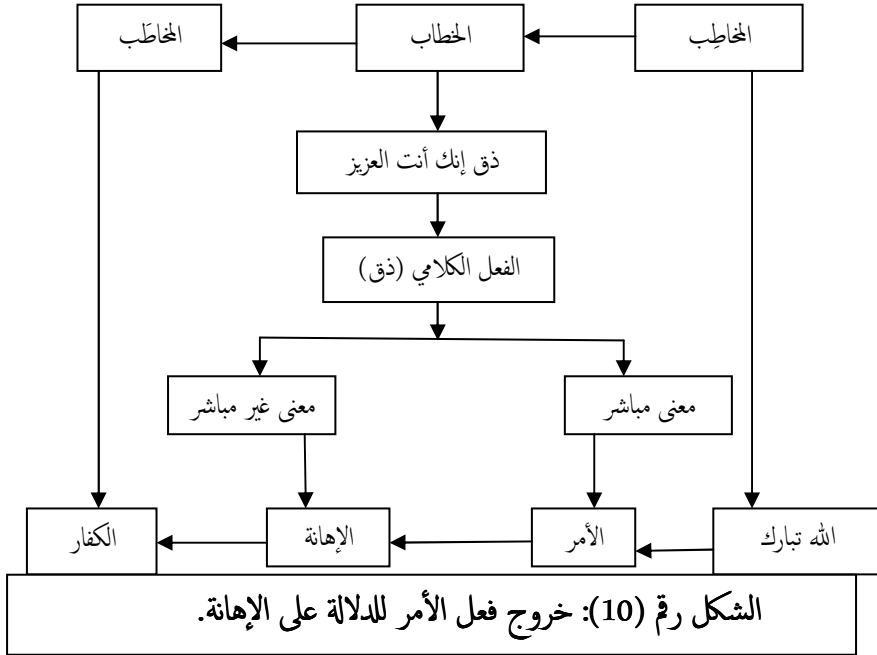 المخاطِب
الخطاب
المخاطَب
ذق إنك أنت العزيز
الفعل الكلامي (ذق)
معنى مباشر
معنى غير مباشر
الله تبارك
الأمر
الإهانة
الكفار
الشكل رقم (10): خروج فعل الأمر للدلالة على الإهانة.